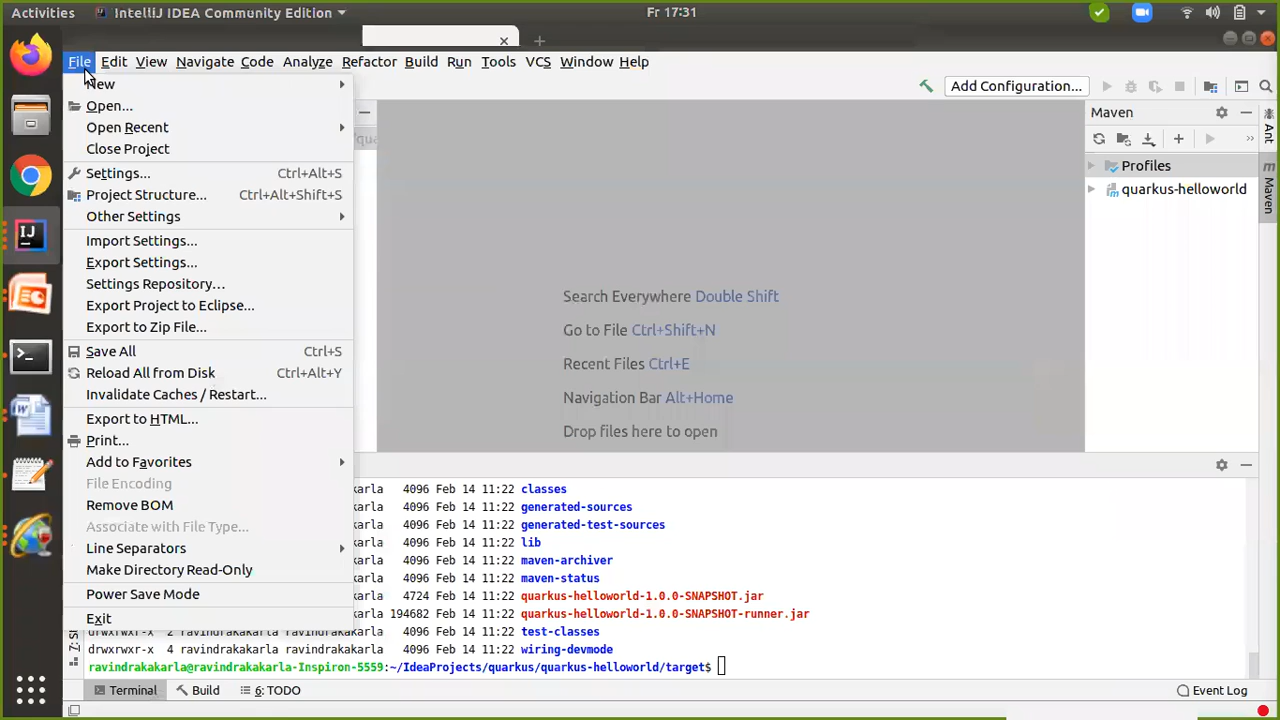 Activities IntelliJ IDEA Community Edition Fr 17:31
File Edit View Navigate Code Analyze Refactor Build Run Tools VCS Window Help
Add Configuration...
New
Open...
Open Recent
Close Project
Settings... Ctrl+Alt+S
Project Structure... Ctrl+Alt+Shift+S
Other Settings
Import Settings...
Export Settings...
Settings Repository...
Export Project to Eclipse...
Export to Zip File...
Save All Ctrl+S
Reload All from Disk Ctrl+Alt+Y
Invalidate Caches / Restart...
Export to HTML...
Print...
Add to Favorites
File Encoding
Remove BOM
Associate with File Type...
Line Separators
Make Directory Read-Only
Power Save Mode
Exit
Search Everywhere Double Shift
Go to File Ctrl+Shift+N
Recent Files Ctrl+E
Navigation Bar Alt+Home
Drop files here to open
Maven
Profiles
quarkus-helloworld
Ant
Maven
karla 4096 Feb 14 11:22 classes
karla 4096 Feb 14 11:22 generated-sources
karla 4096 Feb 14 11:22 generated-test-sources
karla 4096 Feb 14 11:22 lib
karla 4096 Feb 14 11:22 maven-archiver
karla 4096 Feb 14 11:22 maven-status
karla 4724 Feb 14 11:22 quarkus-helloworld-1.0.0-SNAPSHOT.jar
karla 194682 Feb 14 11:22 quarkus-helloworld-1.0.0-SNAPSHOT-runner.jar
drwxrwxr-x 2 ravindrakakarla ravindrakakarla 4096 Feb 14 11:22 test-classes
drwxrwxr-x 4 ravindrakakarla ravindrakakarla 4096 Feb 14 11:22 wiring-devmode
ravindrakakarla@ravindrakakarla-Inspiron-5559:~/IdeaProjects/quarkus/quarkus-helloworld/target$
Terminal Build 6: TODO Event Log